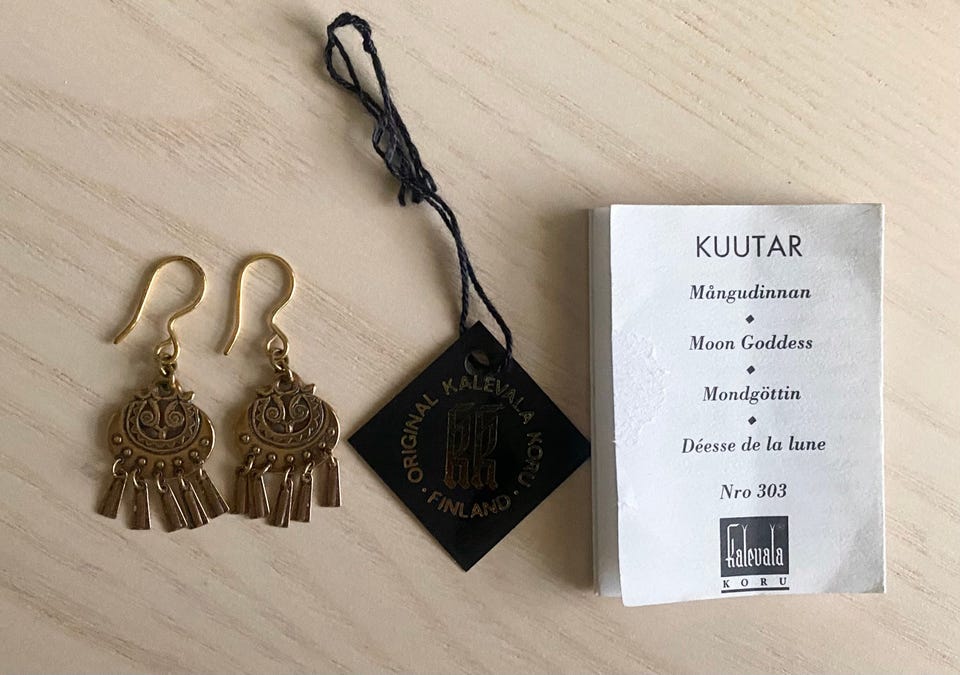 ORIGINAL KALEVALA KORU
· FINLAND ·
KUUTAR
Mångudinnan
Moon Goddess
Mondgöttin
Déesse de la lune
Nro 303
Kalevala
KORU